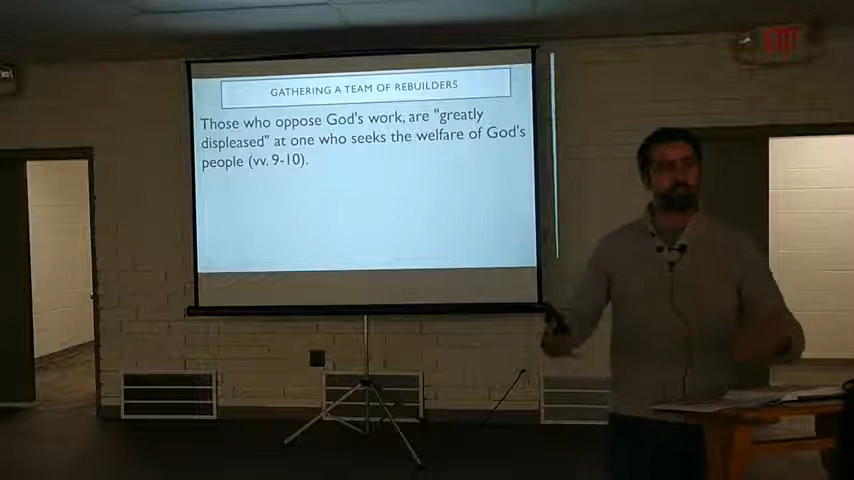 EXIT
GATHERING A TEAM OF REBUILDERS
Those who oppose God's work, are "greatly
displeased" at one who seeks the welfare of God's
people (vv. 9-10).